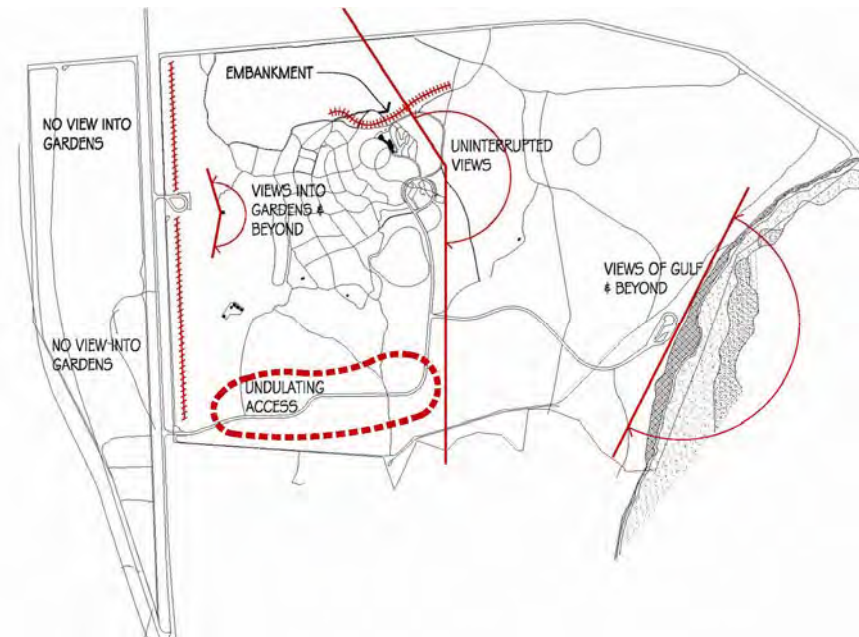 EMBANKMENT
NO VIEW INTO
GARDENS
UNINTERRUPTED
VIEWS
VIEWS INTO
GARDENS &
BEYOND
VIEWS OF GULF
& BEYOND
NO VIEW INTO
GARDENS
UNDULATING
ACCESS